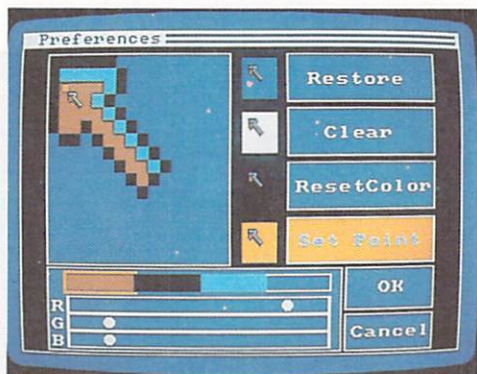 Preferences
Restore
Clear
ResetColor
Set Point
OK
R
G
B
Cancel